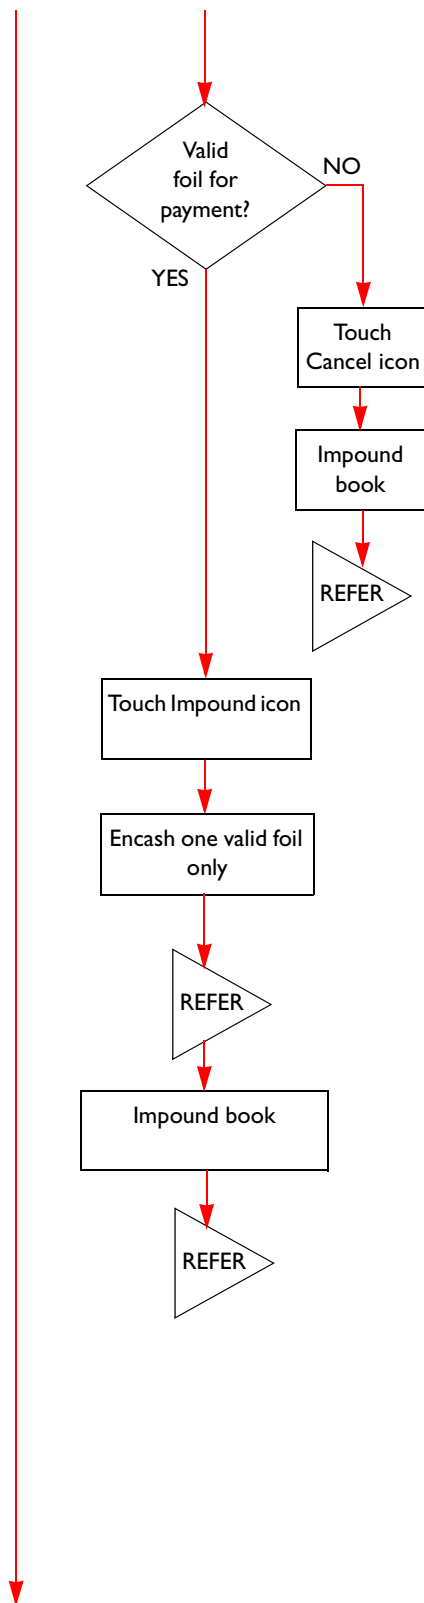 Valid
foil for
payment?
NO
YES
Touch
Cancel icon
Impound
book
REFER
Touch Impound icon
Encash one valid foil
only
REFER
Impound book
REFER